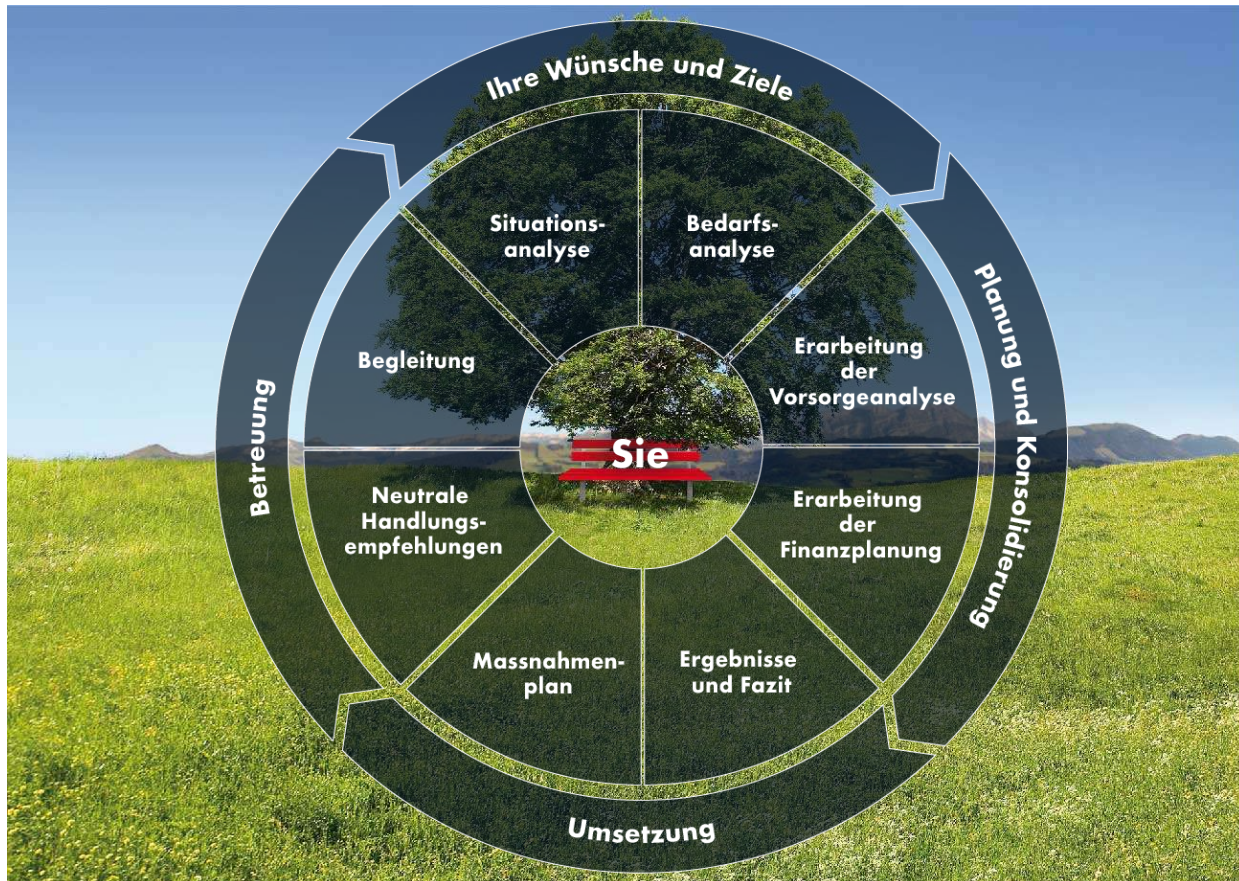 Ihre Wünsche und Ziele
Situations-
analyse
Bedarfs-
analyse
Planung und Konsolidierung
Erarbeitung
der
Vorsorgeanalyse
Erarbeitung
der
Finanzplanung
Ergebnisse
und Fazit
Umsetzung
Massnahmen-
plan
Neutrale
Handlungs-
empfehlungen
Betreuung
Begleitung
Sie